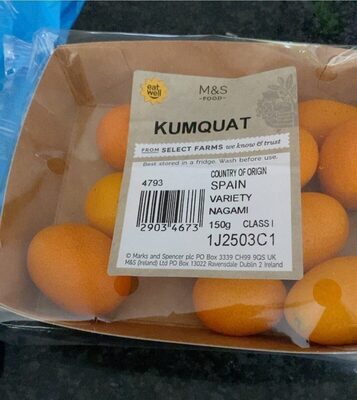 eat well
M&S
FOOD
KUMQUAT
FROM SELECT FARMS we know & trust
Best stored in a fridge. Wash before use.
4793
2903 4673
COUNTRY OF ORIGIN
SPAIN
VARIETY
NAGAMI
150g CLASS I
1J2503C1
© Marks and Spencer plc PO Box 3339 CH99 9QS UK
M&S (Ireland) Ltd PO Box 13022 Ravensdale Dublin 2 Ireland